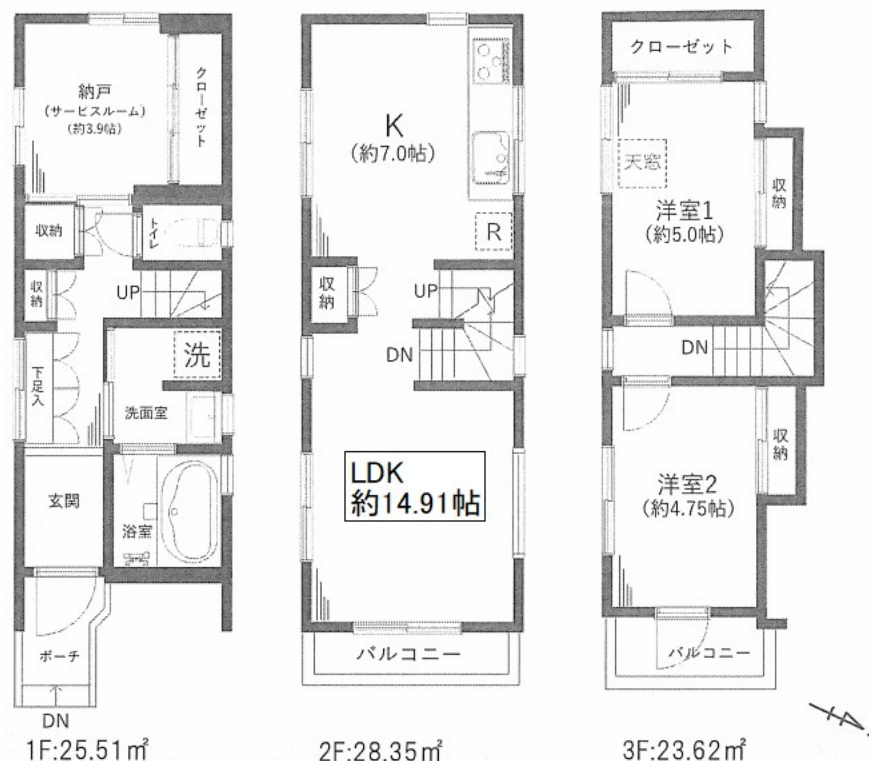 納戸
(サービスルーム)
(約3.9帖)
クローゼット
収納
トイレ
収納
UP
下足入
洗
洗面室
玄関
浴室
ポーチ
DN
1F:25.51㎡
K
(約7.0帖)
R
収納
UP
DN
LDK
約14.91帖
バルコニー
2F:28.35㎡
クローゼット
天窓
洋室1
(約5.0帖)
収納
DN
洋室2
(約4.75帖)
収納
バルコニー
3F:23.62㎡